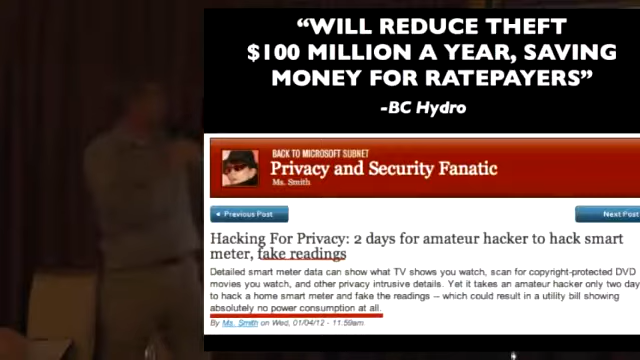 “WILL REDUCE THEFT
$100 MILLION A YEAR, SAVING
MONEY FOR RATEPAYERS”
-BC Hydro
BACK TO MICROSOFT SUBNET
Privacy and Security Fanatic
Ms. Smith
Previous Post
Next Post
Hacking For Privacy: 2 days for amateur hacker to hack smart
meter, fake readings
Detailed smart meter data can show what TV shows you watch, scan for copyright-protected DVD
movies you watch, and other privacy intrusive details. Yet it takes an amateur hacker only two day
to hack a home smart meter and fake the readings -- which could result in a utility bill showing
absolutely no power consumption at all.
By Ms. Smith on Wed, 01/04/12 - 11:59am